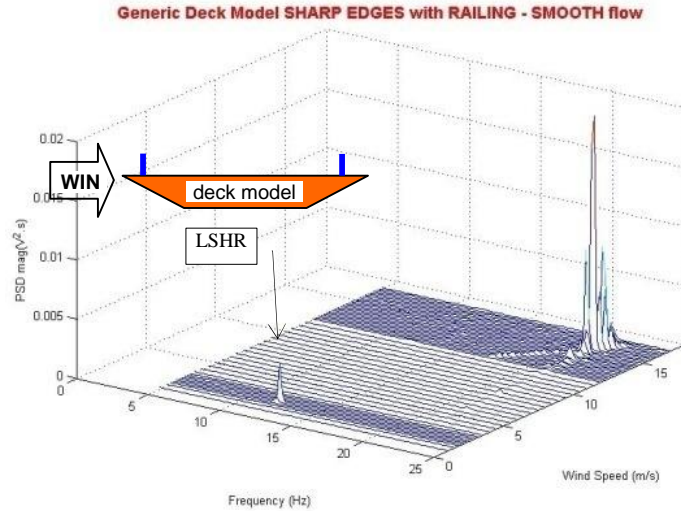 Generic Deck Model SHARP EDGES with RAILING - SMOOTH flow
0.02
WIN
deck model
0.015
LSHR
0.01
PSD mag(V².s)
0.005
0
0
5
10
15
20
25
0
5
10
15
Wind Speed (m/s)
Frequency (Hz)